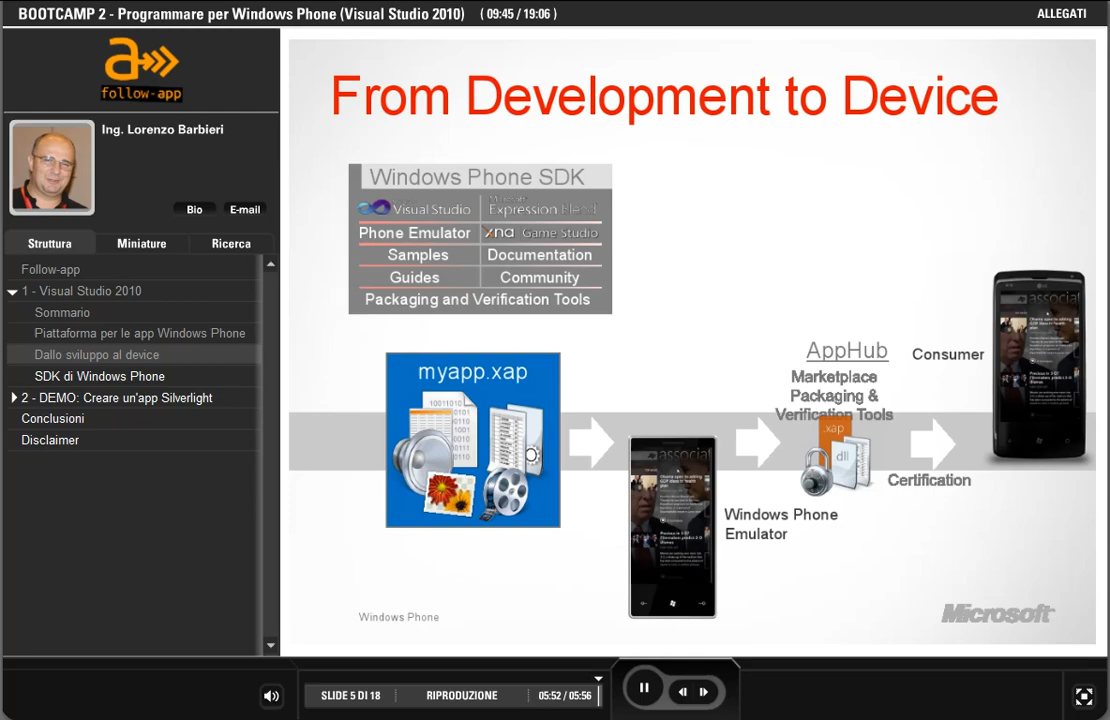 BOOTCAMP 2 - Programmare per Windows Phone (Visual Studio 2010) ( 09:45 / 19:06 )
ALLEGATI
a
follow-app
Ing. Lorenzo Barbieri
Bio
E-mail
Struttura
Miniature
Ricerca
Follow-app
1 - Visual Studio 2010
Sommario
Piattaforma per le app Windows Phone
Dallo sviluppo al device
SDK di Windows Phone
2 - DEMO: Creare un'app Silverlight
Conclusioni
Disclaimer
From Development to Device
Windows Phone SDK
Visual Studio
Microsoft
Expression Blend
Phone Emulator
xna Game Studio
Samples
Documentation
Guides
Community
Packaging and Verification Tools
myapp.xap
Windows Phone
Emulator
AppHub
Marketplace
Packaging &
Verification Tools
.xap
dll
Certification
Consumer
associat
Windows Phone
Microsoft
SLIDE 5 DI 18
RIPRODUZIONE
05:52 / 05:56